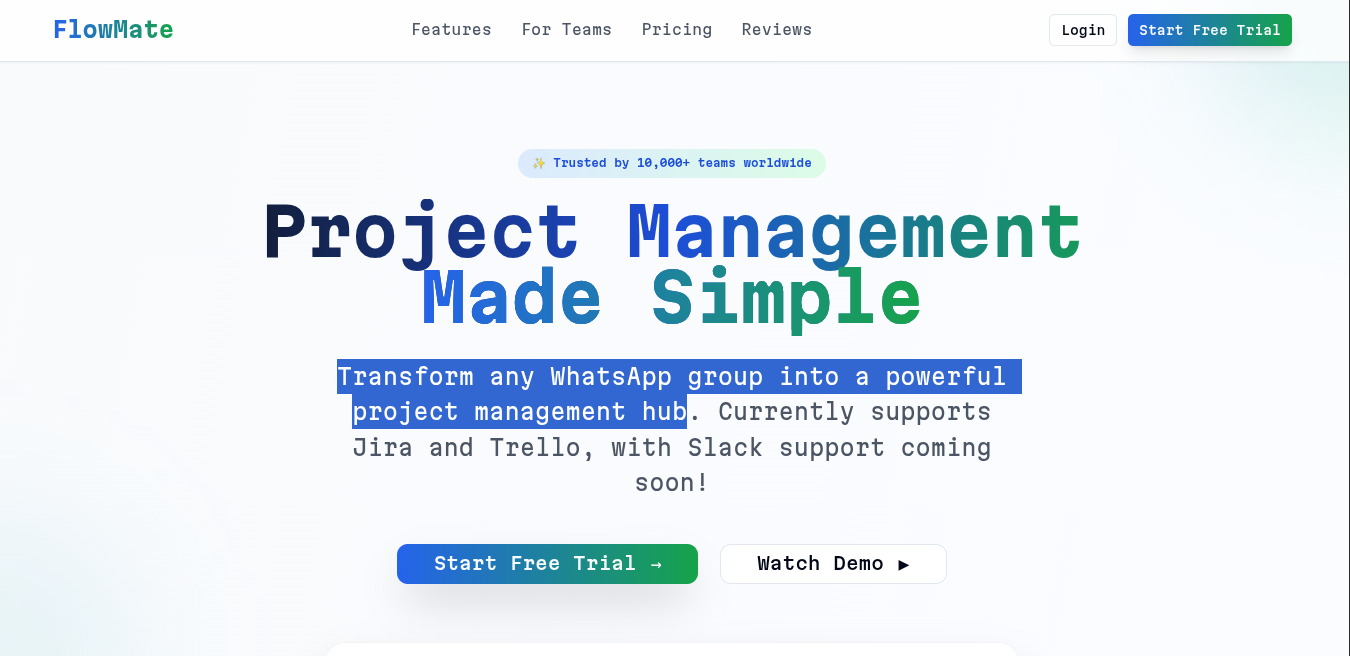 FlowMate
Features
For Teams
Pricing
Reviews
Login
Start Free Trial
✨ Trusted by 10,000+ teams worldwide
Project Management
Made Simple
Transform any WhatsApp group into a powerful
project management hub. Currently supports
Jira and Trello, with Slack support coming
soon!
Start Free Trial →
Watch Demo ▶